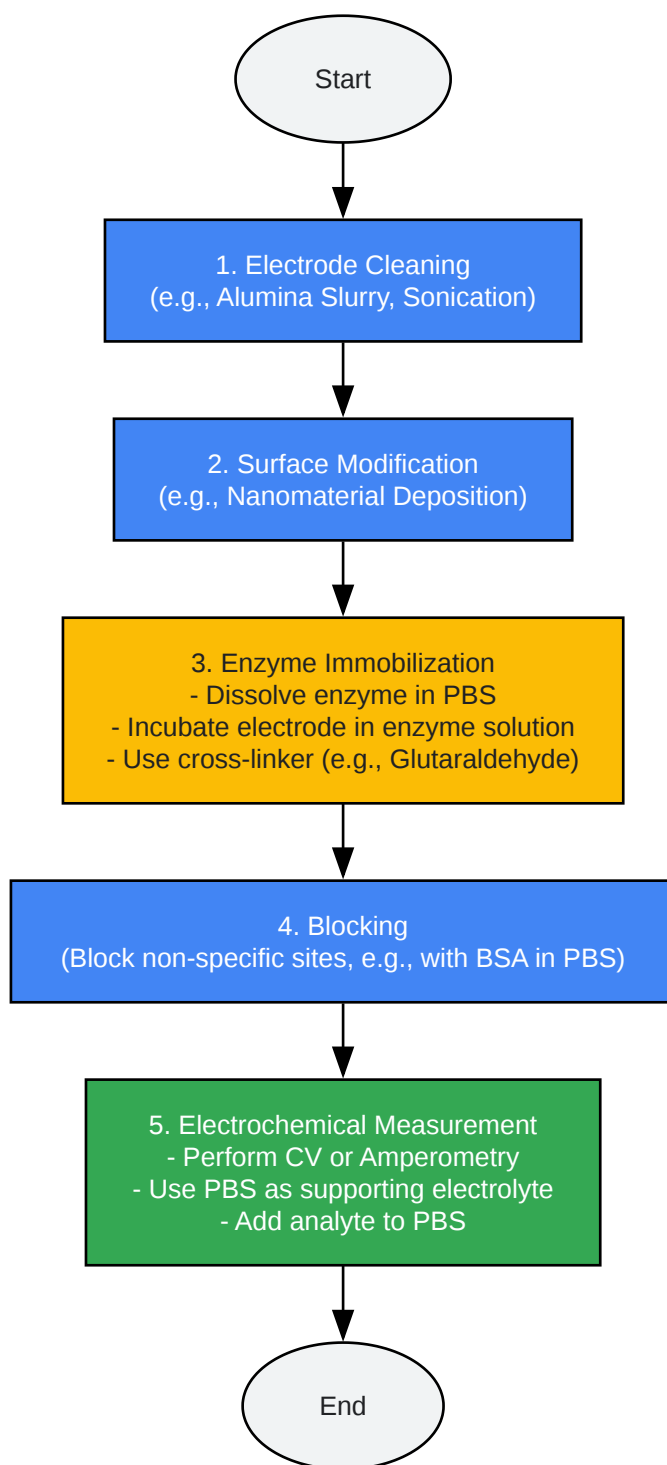 Start
1. Electrode Cleaning
(e.g., Alumina Slurry, Sonication)
2. Surface Modification
(e.g., Nanomaterial Deposition)
3. Enzyme Immobilization
- Dissolve enzyme in PBS
- Incubate electrode in enzyme solution
- Use cross-linker (e.g., Glutaraldehyde)
4. Blocking
(Block non-specific sites, e.g., with BSA in PBS)
5. Electrochemical Measurement
- Perform CV or Amperometry
- Use PBS as supporting electrolyte
- Add analyte to PBS
End